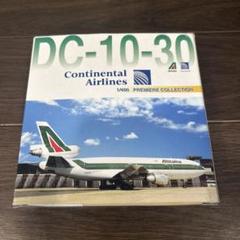 DC-10-30
Continental
Airlines
1/400 PREMIERE COLLECTION
Alitalia